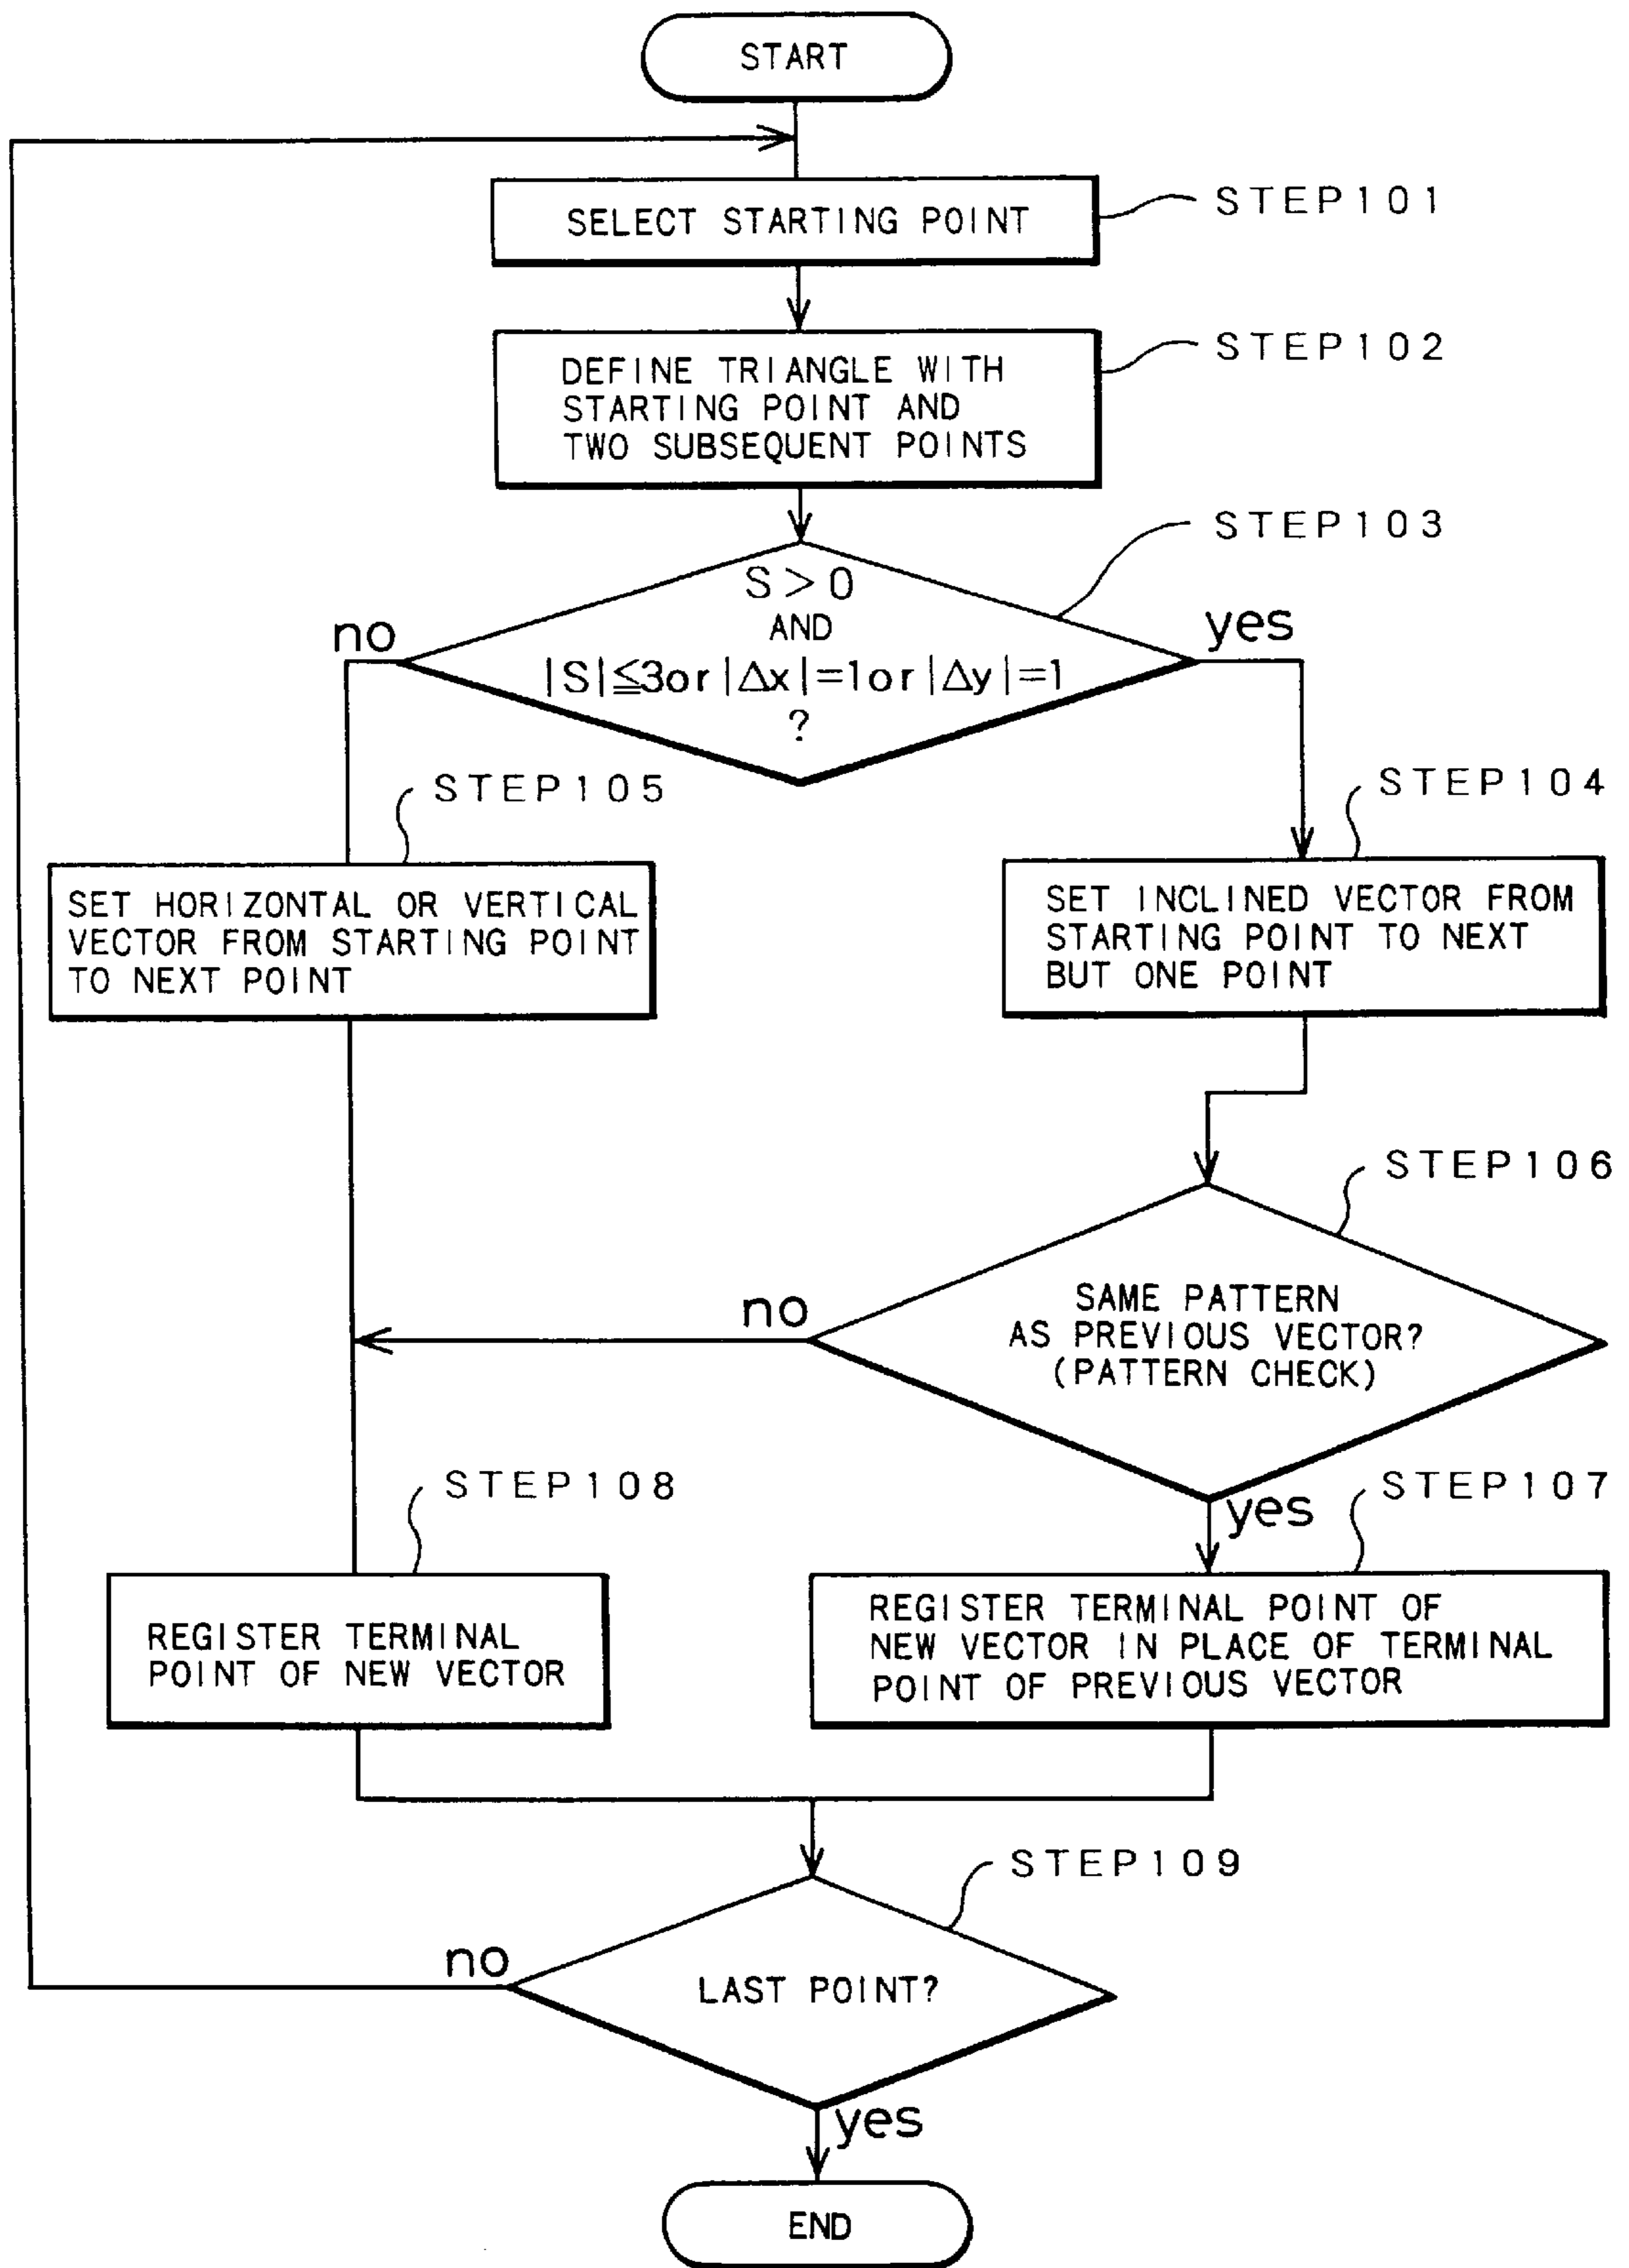 START
SELECT STARTING POINT
STEP101
DEFINE TRIANGLE WITH
STARTING POINT AND
TWO SUBSEQUENT POINTS
STEP102
STEP103
S>0
AND
|S|≦3or|Δx|=1or|Δy|=1
?
no
yes
STEP105
STEP104
SET HORIZONTAL OR VERTICAL
VECTOR FROM STARTING POINT
TO NEXT POINT
SET INCLINED VECTOR FROM
STARTING POINT TO NEXT
BUT ONE POINT
STEP106
SAME PATTERN
AS PREVIOUS VECTOR?
(PATTERN CHECK)
no
yes
STEP108
STEP107
REGISTER TERMINAL
POINT OF NEW VECTOR
REGISTER TERMINAL POINT OF
NEW VECTOR IN PLACE OF TERMINAL
POINT OF PREVIOUS VECTOR
STEP109
no
LAST POINT?
yes
END